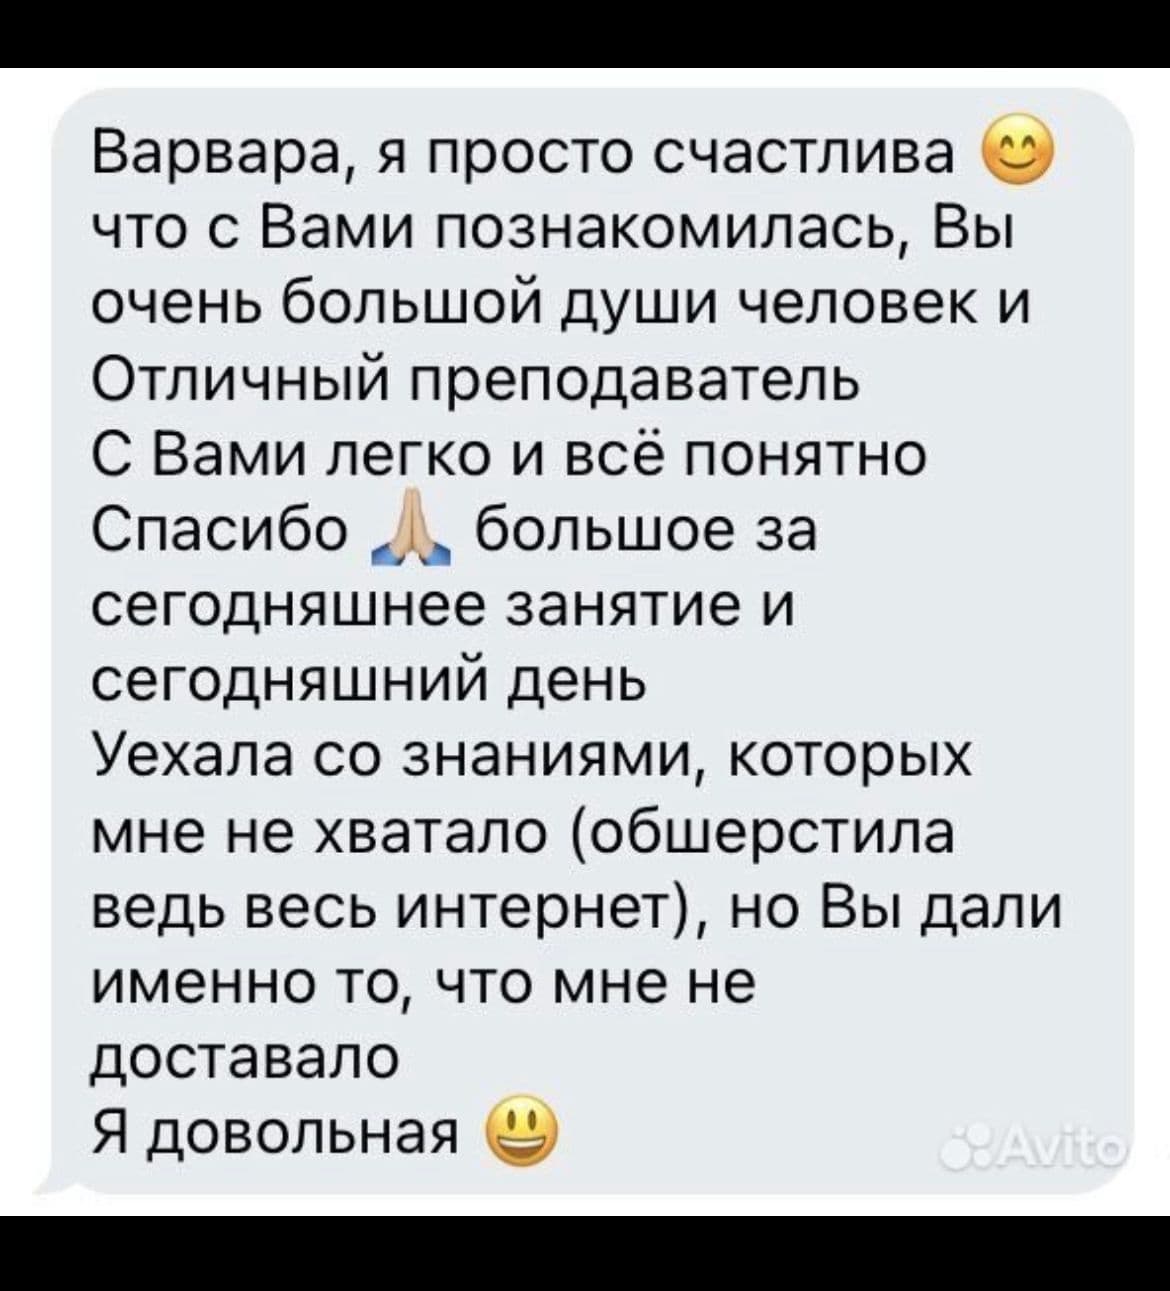 Варвара, я просто счастлива 😊
что с Вами познакомилась, Вы
очень большой души человек и
Отличный преподаватель
С Вами легко и всё понятно
Спасибо 🙏🏼 большое за
сегодняшнее занятие и
сегодняшний день
Уехала со знаниями, которых
мне не хватало (обшерстила
ведь весь интернет), но Вы дали
именно то, что мне не
доставало
Я довольная 😃
Avito